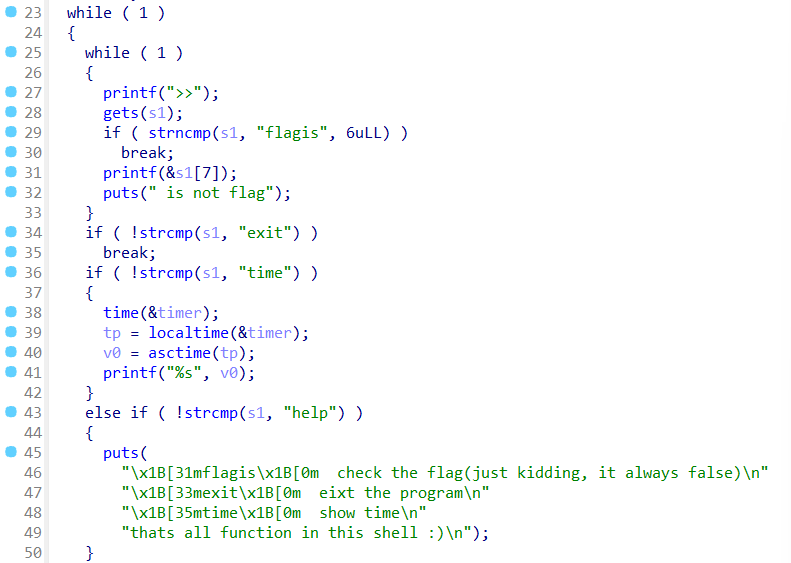 23 while ( 1 )
24 {
25 while ( 1 )
26 {
27 printf(">>");
28 gets(s1);
29 if ( strncmp(s1, "flagis", 6uLL) )
30 break;
31 printf(&s1[7]);
32 puts(" is not flag");
33 }
34 if ( !strcmp(s1, "exit") )
35 break;
36 if ( !strcmp(s1, "time") )
37 {
38 time(&timer);
39 tp = localtime(&timer);
40 v0 = asctime(tp);
41 printf("%s", v0);
42 }
43 else if ( !strcmp(s1, "help") )
44 {
45 puts(
46 "\x1B[31mflagis\x1B[0m  check the flag(just kidding, it always false)\n"
47 "\x1B[33mexit\x1B[0m  eixt the program\n"
48 "\x1B[35mtime\x1B[0m  show time\n"
49 "thats all function in this shell :)\n");
50 }